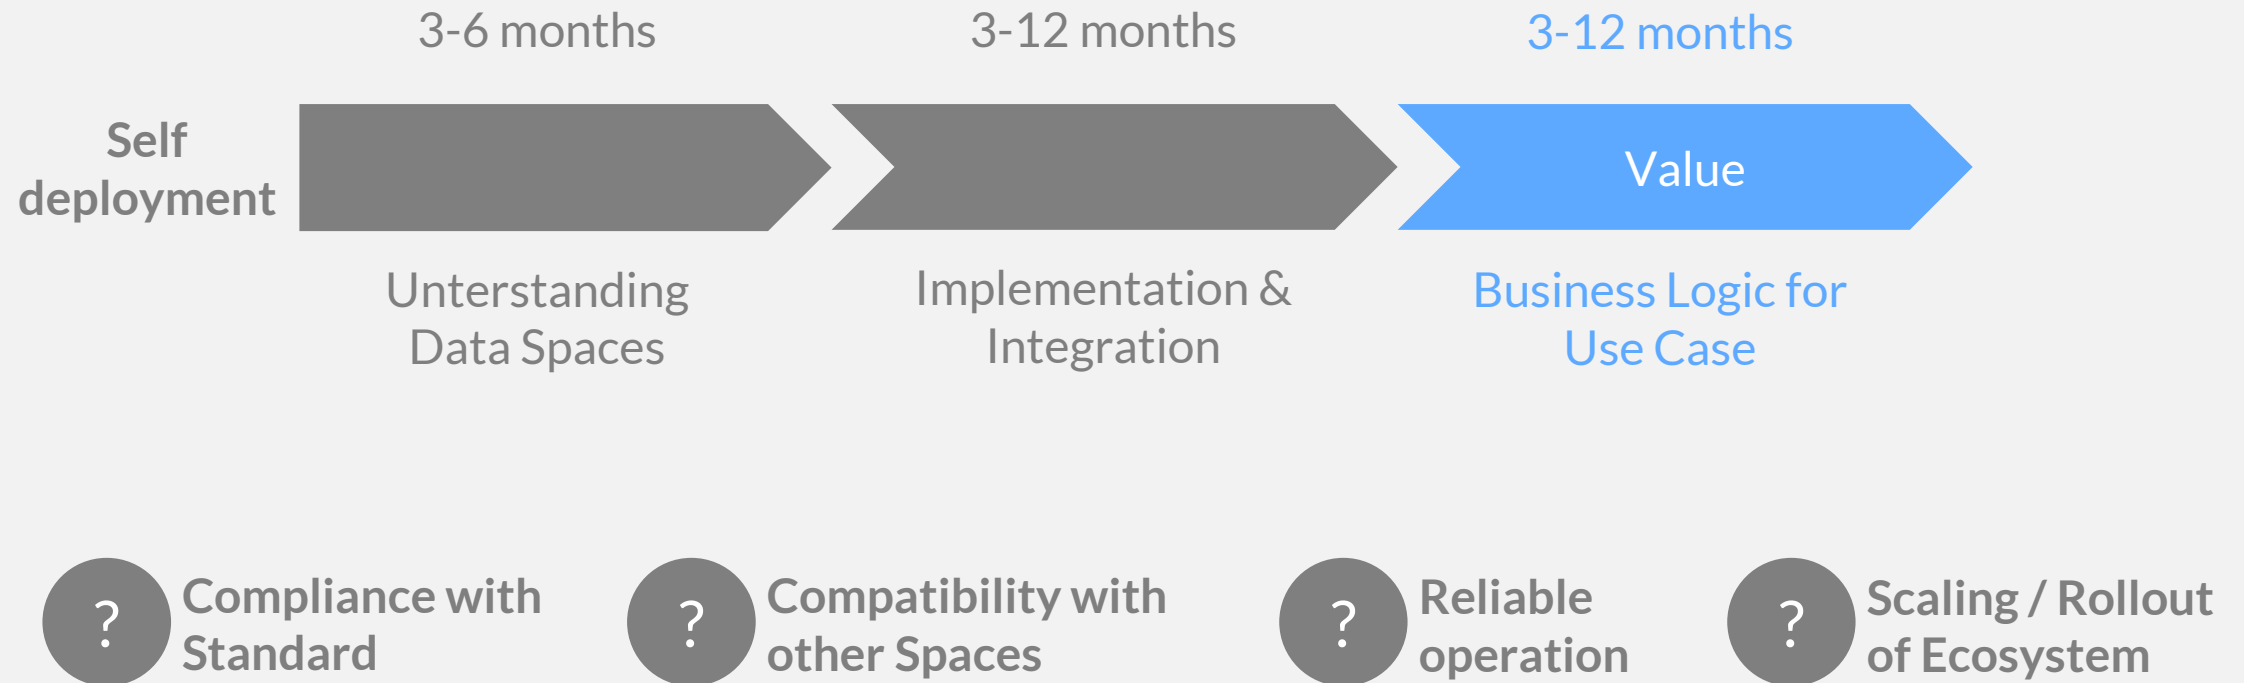 3-6 months
3-12 months
3-12 months
Self
deployment
Value
Unterstanding
Data Spaces
Implementation &
Integration
Business Logic for
Use Case
?
Compliance with
Standard
?
Compatibility with
other Spaces
?
Reliable
operation
?
Scaling / Rollout
of Ecosystem